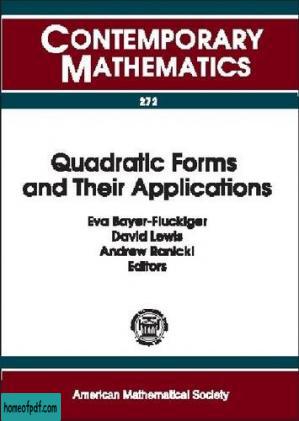 CONTEMPORARY
MATHEMATICS
272
Quadratic Forms
and Their Applications
Eva Bayer-Fluckiger
David Lewis
Andrew Ranicki
Editors
American Mathematical Society
homeofpdf.com